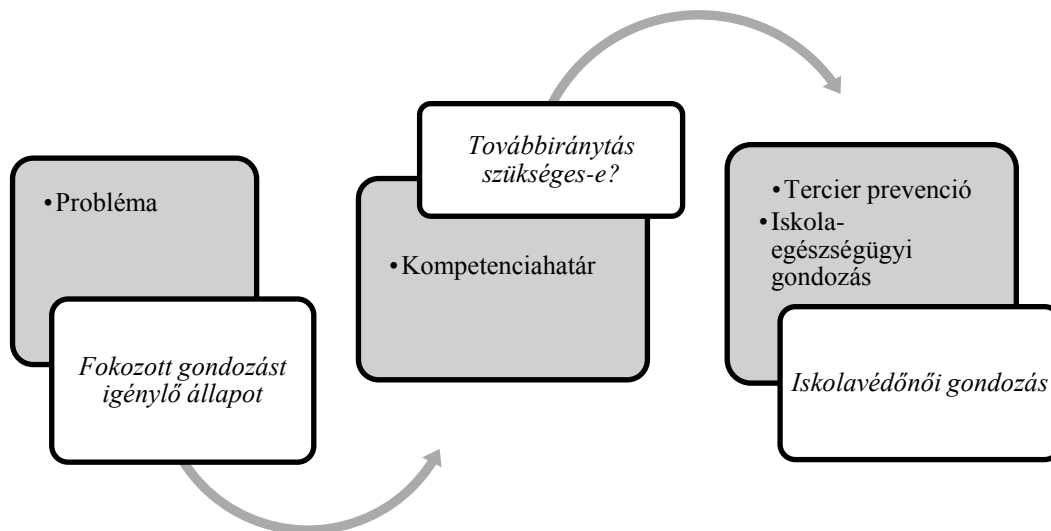 •Probléma
Fokozott gondozást
igénylő állapot
Továbbiránytás
szükséges-e?
•Kompetenciahatár
•Tercier prevenció
•Iskola-
egészségügyi
gondozás
Iskolavédőnői gondozás